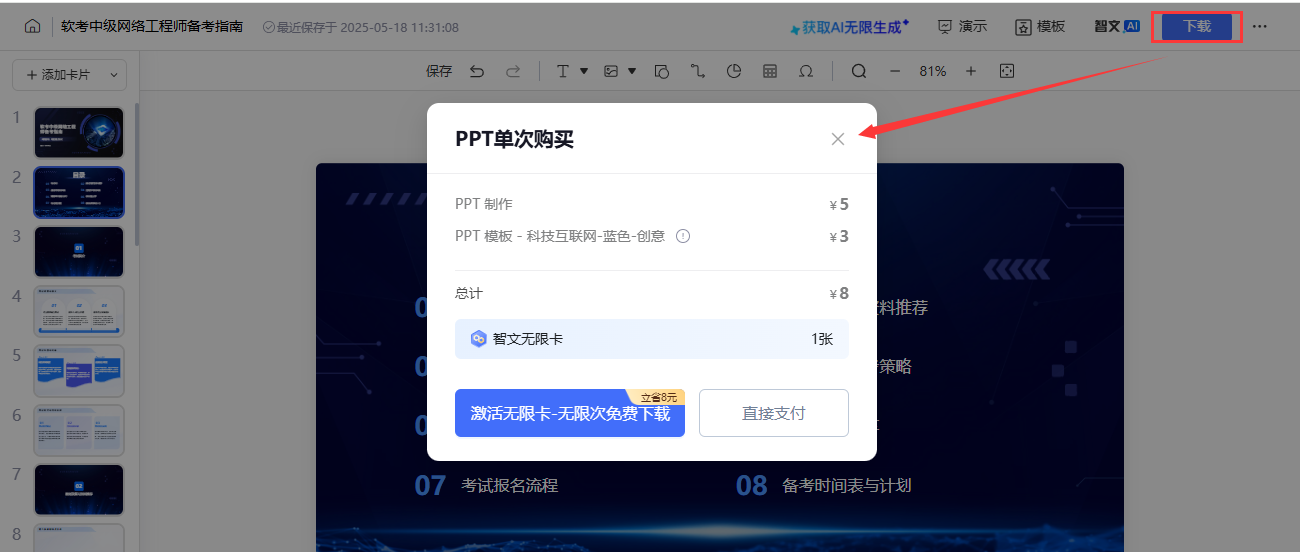 软考中级网络工程师备考指南
最近保存于 2025-05-18 11:31:08
获取AI无限生成
演示
模板
智文 AI
下载
添加卡片
保存
81%
1
2
目录
3
01
4
5
6
7
02
8
PPT单次购买
PPT 制作
¥ 5
PPT 模板 - 科技互联网-蓝色-创意
¥ 3
总计
¥ 8
智文无限卡
1张
立省8元
激活无限卡-无限次免费下载
直接支付
料推荐
策略
07 考试报名流程
08 备考时间表与计划